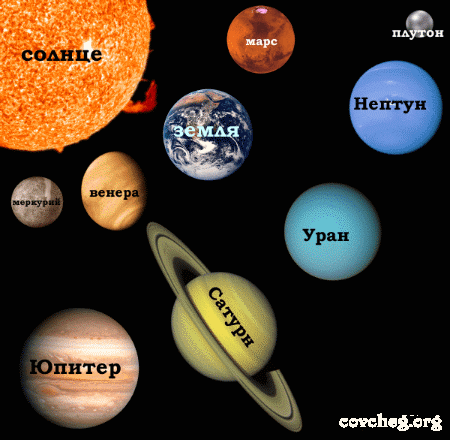 солнце
марс
плутон
Нептун
земля
меркурий
венера
Уран
Сатурн
Юпитер
covcheg.org